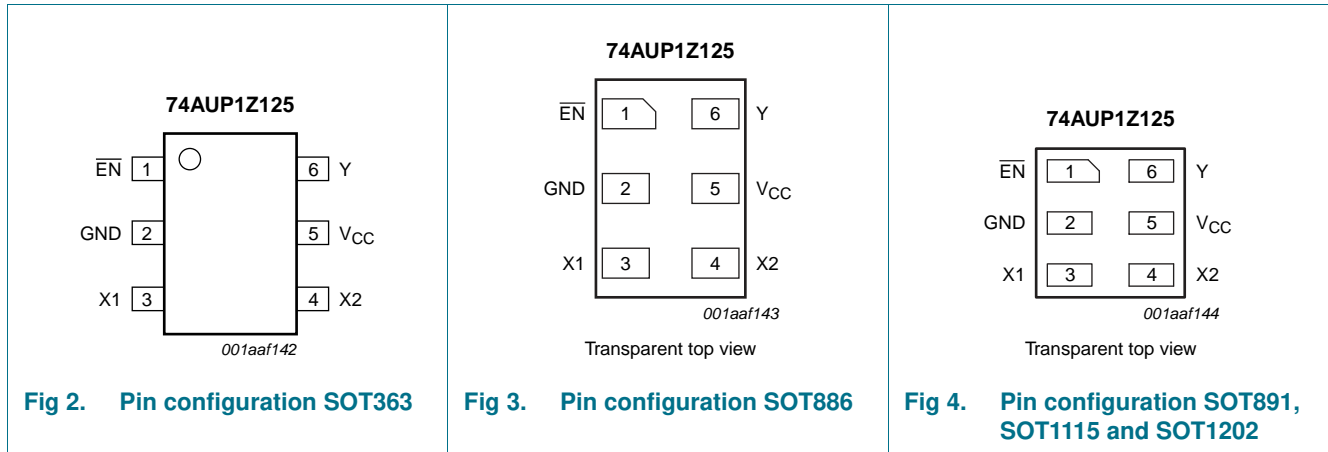 74AUP1Z125
E̅N̅ 1 6 Y
GND 2 5 VCC
X1 3 4 X2
001aaf142
Fig 2. Pin configuration SOT363
74AUP1Z125
E̅N̅ 1 6 Y
GND 2 5 VCC
X1 3 4 X2
001aaf143
Transparent top view
Fig 3. Pin configuration SOT886
74AUP1Z125
E̅N̅ 1 6 Y
GND 2 5 VCC
X1 3 4 X2
001aaf144
Transparent top view
Fig 4. Pin configuration SOT891,
SOT1115 and SOT1202